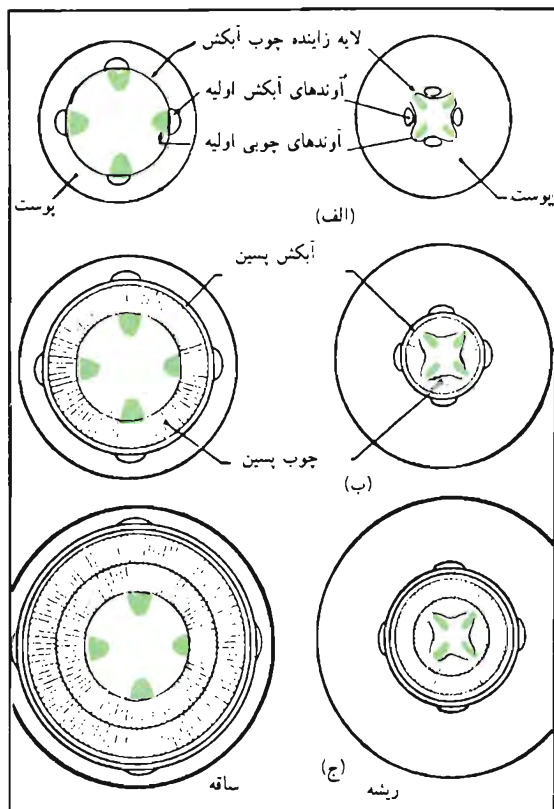 لایه زاینده چوب آبکش
آوندهای آبکش اولیه
آوندهای چوبی اولیه
پوست
پوست
(الف)
آبکش پسین
چوب پسین
(ب)
(ج)
ریشه
ساقه